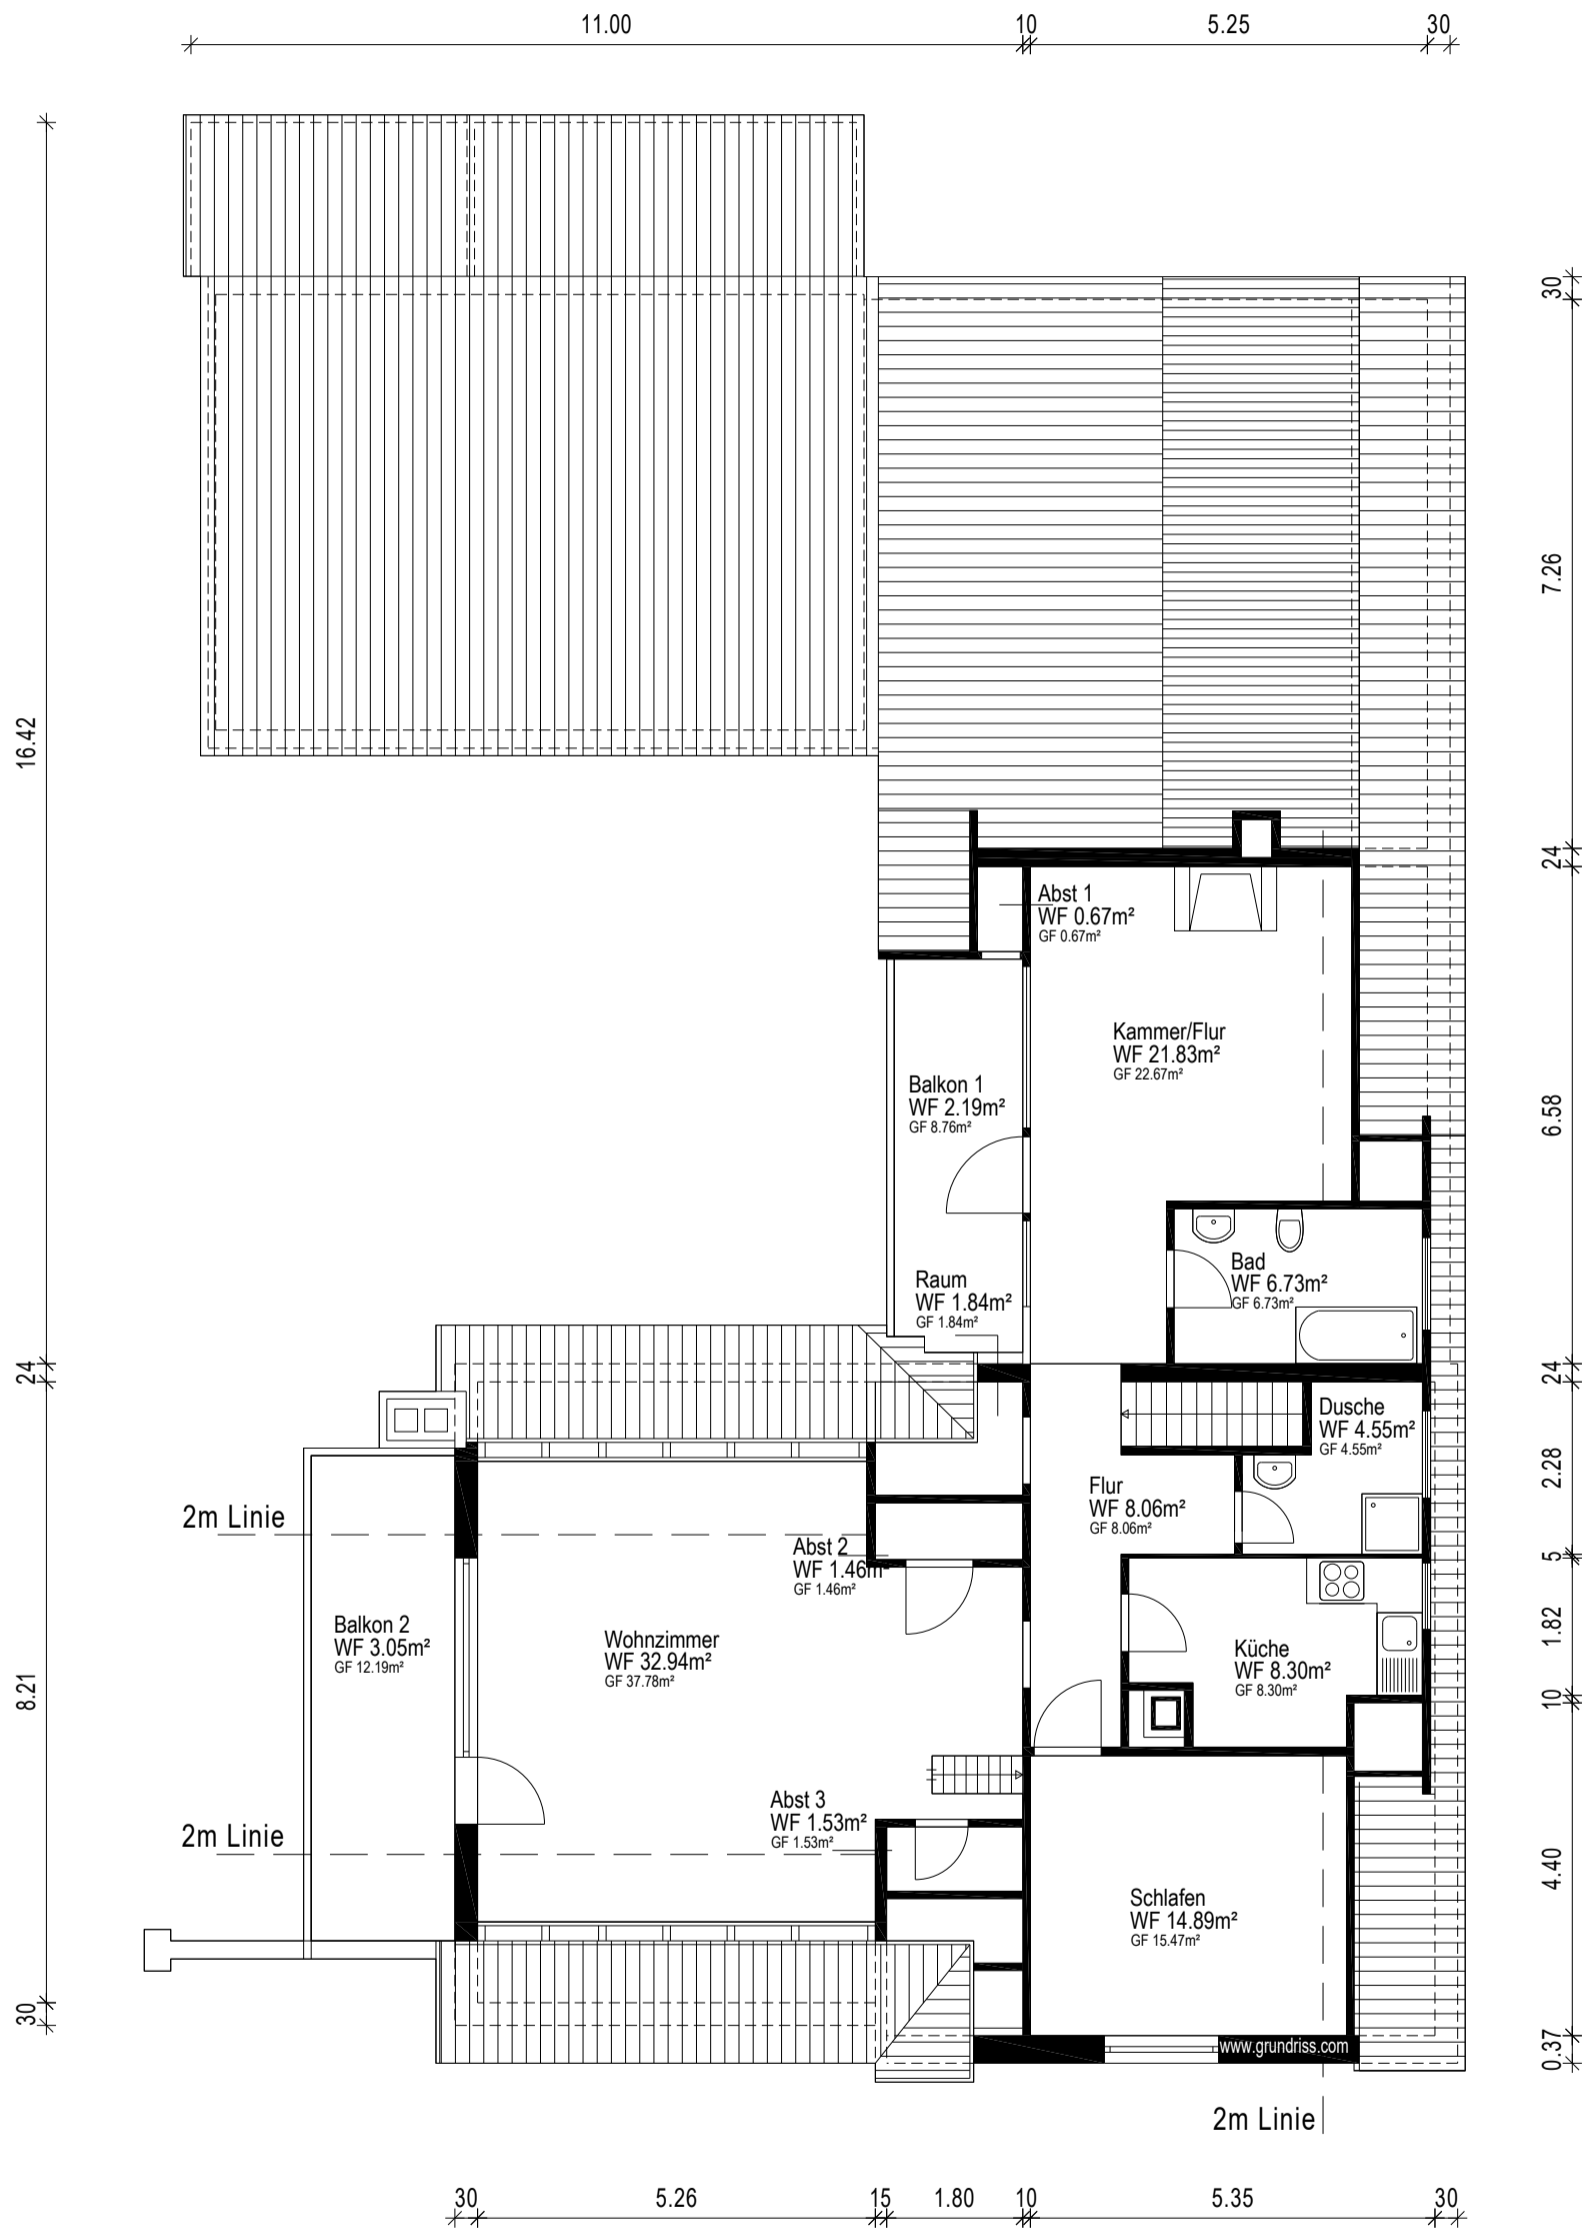 11.00
10
5.25
30
30
7.26
16.42
24
Abst 1
WF 0.67m²
GF 0.67m²
Kammer/Flur
WF 21.83m²
GF 22.67m²
Balkon 1
WF 2.19m²
GF 8.76m²
6.58
Raum
WF 1.84m²
GF 1.84m²
Bad
WF 6.73m²
GF 6.73m²
24
24
Dusche
WF 4.55m²
GF 4.55m²
2.28
Flur
WF 8.06m²
GF 8.06m²
2m Linie
Abst 2
WF 1.46m²
GF 1.46m²
5
Balkon 2
WF 3.05m²
GF 12.19m²
Wohnzimmer
WF 32.94m²
GF 37.78m²
Küche
WF 8.30m²
GF 8.30m²
1.82
8.21
10
Abst 3
WF 1.53m²
GF 1.53m²
2m Linie
4.40
Schlafen
WF 14.89m²
GF 15.47m²
30
www.grundriss.com
0.37
2m Linie
30
5.26
15
1.80
10
5.35
30